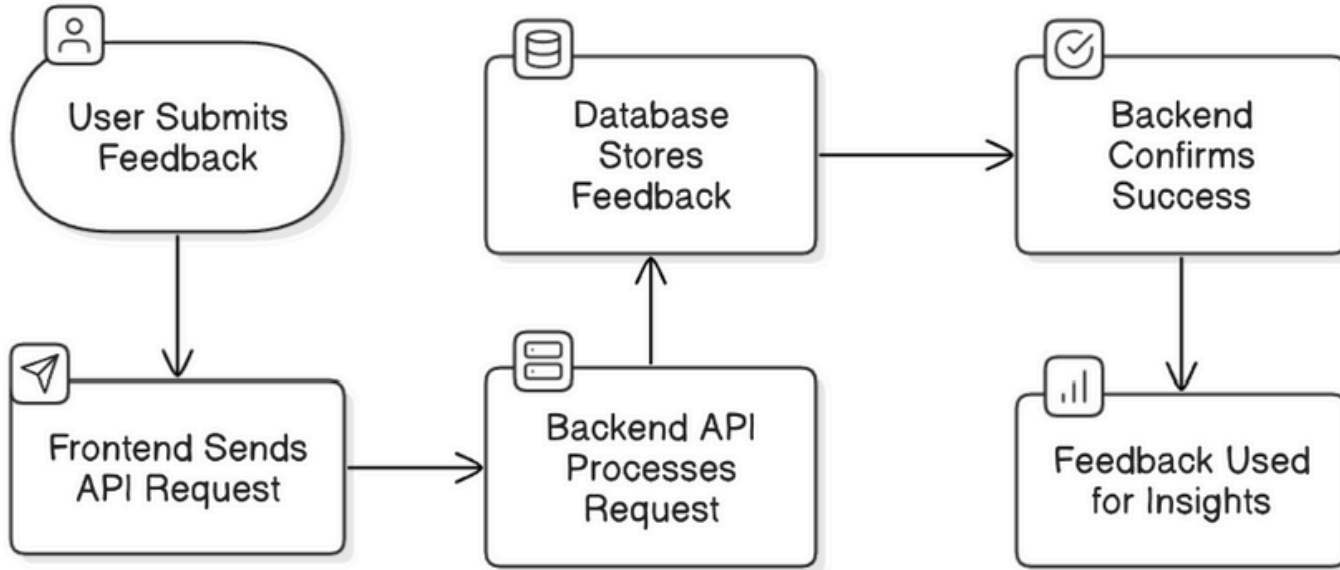 User Submits
Feedback
Frontend Sends
API Request
Backend API
Processes
Request
Database
Stores
Feedback
Backend
Confirms
Success
Feedback Used
for Insights